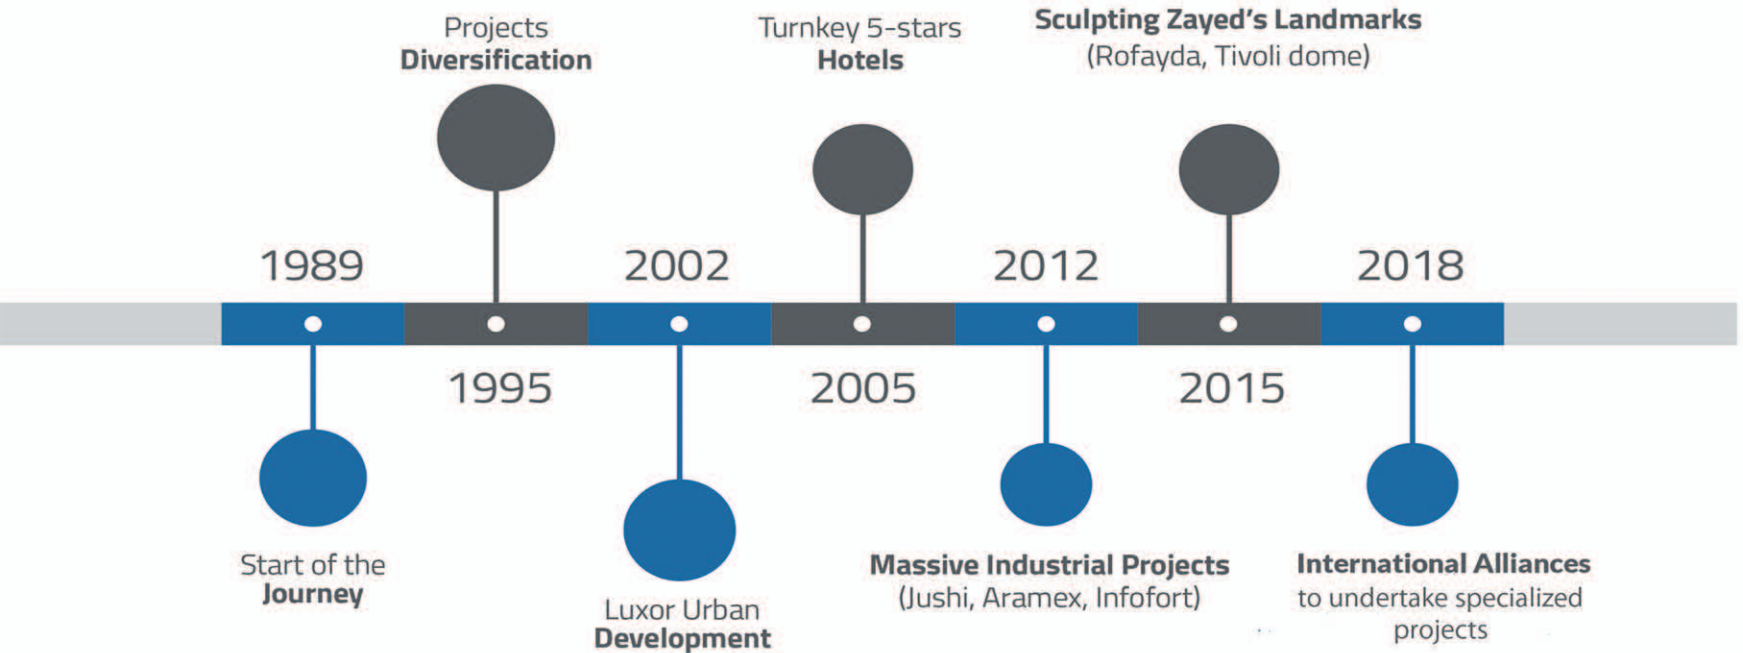 Projects
Diversification
Turnkey 5-stars
Hotels
Sculpting Zayed's Landmarks
(Rofayda, Tivoli dome)
1989
2002
2012
2018
1995
2005
2015
Start of the
Journey
Luxor Urban
Development
Massive Industrial Projects
(Jushi, Aramex, Infofort)
International Alliances
to undertake specialized
projects